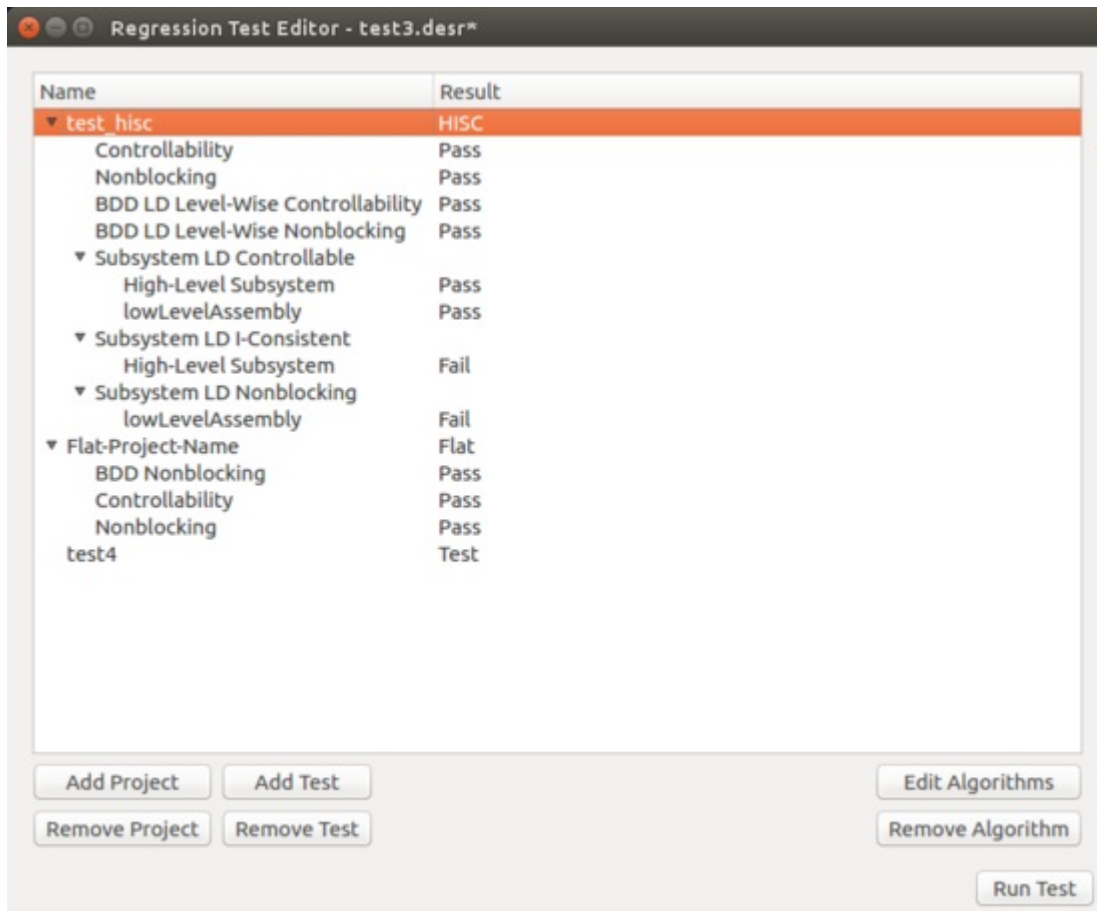 Regression Test Editor - test3.desr*
Name Result
test_hisc HISC
Controllability Pass
Nonblocking Pass
BDD LD Level-Wise Controllability Pass
BDD LD Level-Wise Nonblocking Pass
Subsystem LD Controllable
High-Level Subsystem Pass
lowLevelAssembly Pass
Subsystem LD I-Consistent
High-Level Subsystem Fail
Subsystem LD Nonblocking
lowLevelAssembly Fail
Flat-Project-Name Flat
BDD Nonblocking Pass
Controllability Pass
Nonblocking Pass
test4 Test
Add Project Add Test Edit Algorithms
Remove Project Remove Test Remove Algorithm
Run Test